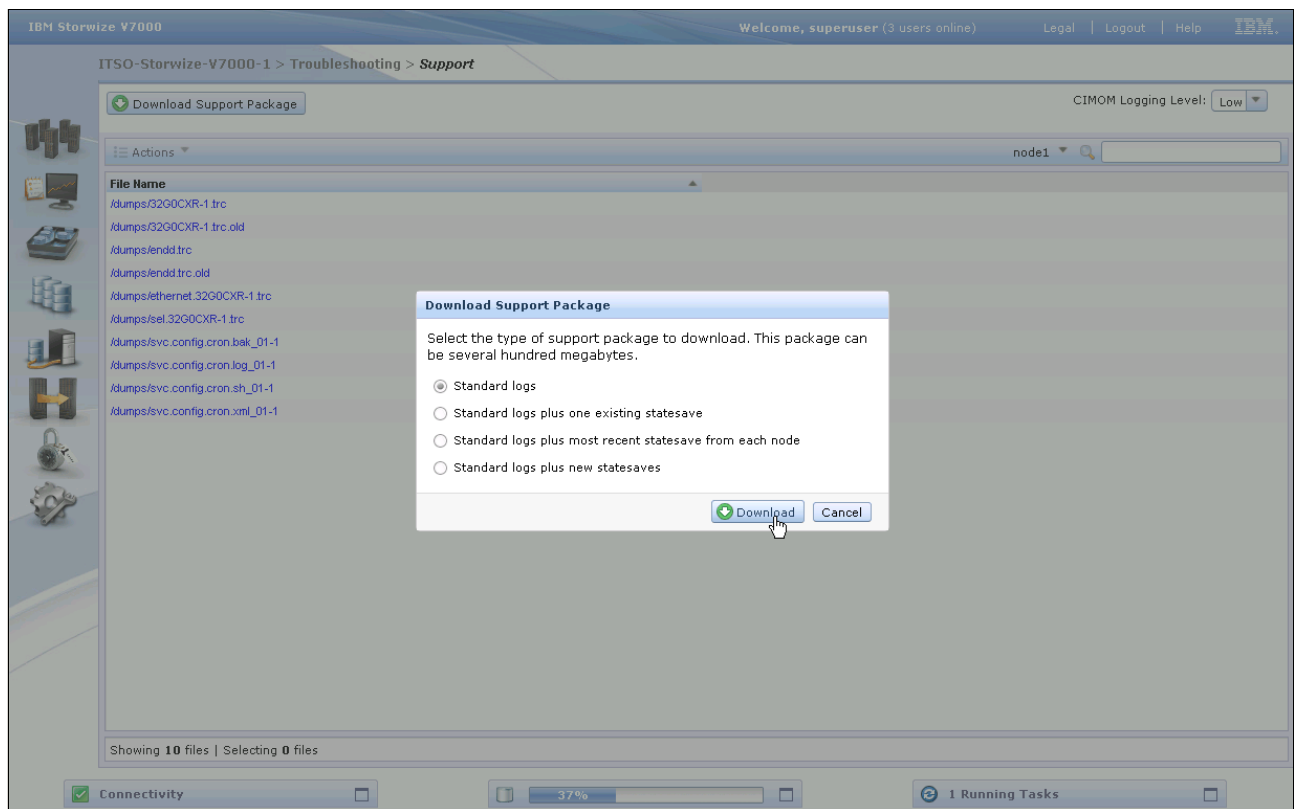 IBM Storwize V7000
Welcome, superuser (3 users online)
Legal | Logout | Help
IBM.
ITSO-Storwize-V7000-1 > Troubleshooting > Support
Download Support Package
CIMOM Logging Level: Low
Actions
node1
File Name
/dumps/32G0CXR-1.trc
/dumps/32G0CXR-1.trc.old
/dumps/endd.trc
/dumps/endd.trc.old
/dumps/ethernet.32G0CXR-1.trc
/dumps/sel.32G0CXR-1.trc
/dumps/svc.config.cron.bak_01-1
/dumps/svc.config.cron.log_01-1
/dumps/svc.config.cron.sh_01-1
/dumps/svc.config.cron.xml_01-1
Download Support Package
Select the type of support package to download. This package can
be several hundred megabytes.
Standard logs
Standard logs plus one existing statesave
Standard logs plus most recent statesave from each node
Standard logs plus new statesaves
Download
Cancel
Showing 10 files | Selecting 0 files
Connectivity
37%
1 Running Tasks